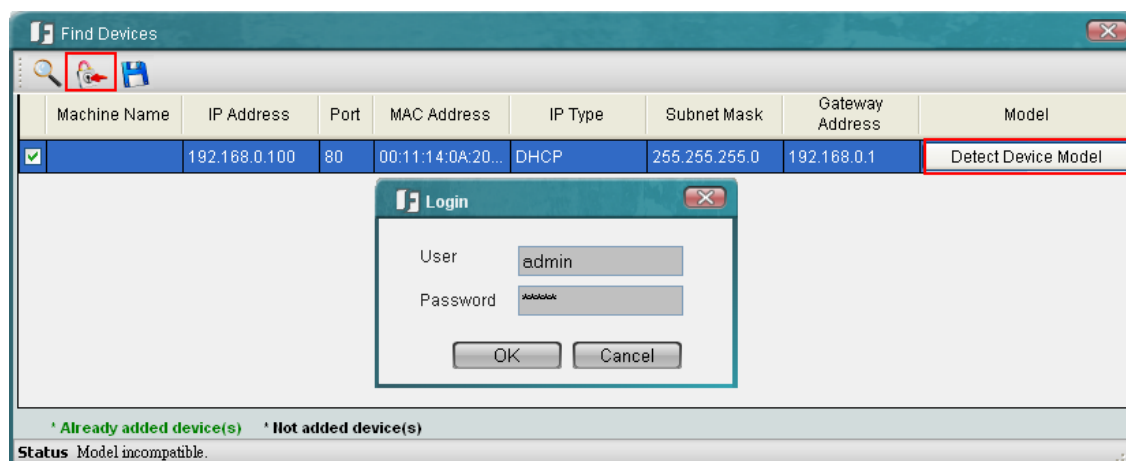 Find Devices
Machine Name IP Address Port MAC Address IP Type Subnet Mask Gateway Address Model
192.168.0.100 80 00:11:14:0A:20... DHCP 255.255.255.0 192.168.0.1 Detect Device Model
Login
User admin
Password ******
OK Cancel
* Already added device(s) * Not added device(s)
Status Model incompatible.